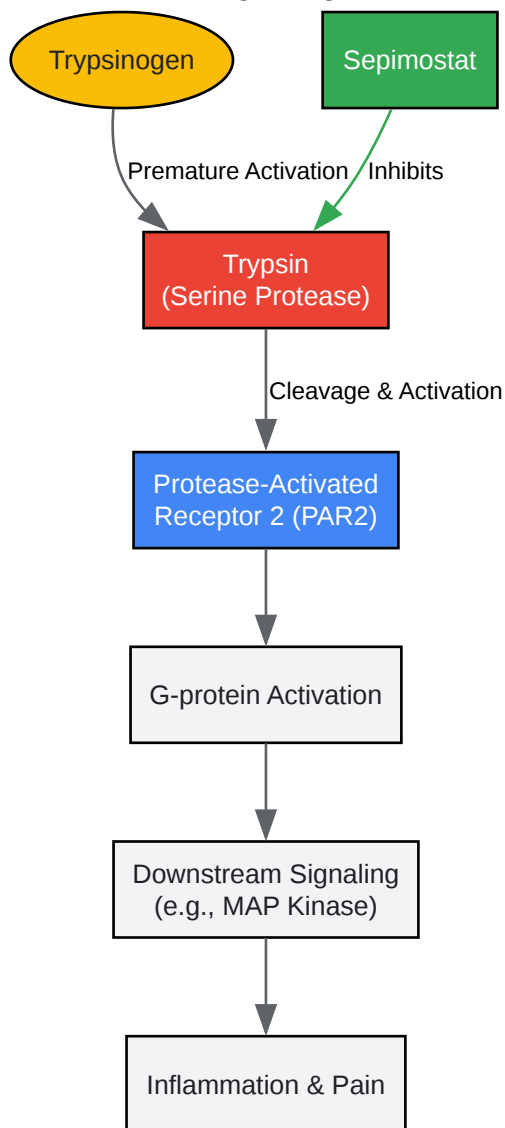 Trypsinogen
Sepimostat
Premature Activation
Inhibits
Trypsin
(Serine Protease)
Cleavage & Activation
Protease-Activated
Receptor 2 (PAR2)
G-protein Activation
Downstream Signaling
(e.g., MAP Kinase)
Inflammation & Pain